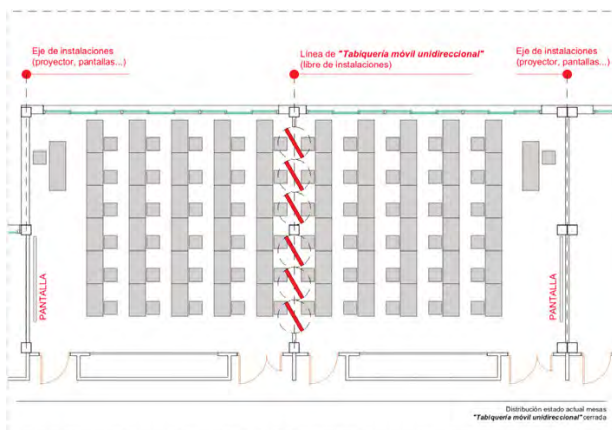 Eje de instalaciones
(proyector, pantallas...)
Línea de "Tabiquería móvil unidireccional"
(libre de instalaciones)
Eje de instalaciones
(proyector, pantallas...)
PANTALLA
PANTALLA
Distribución estado actual mesas
"Tabiquería móvil unidireccional" cerrada